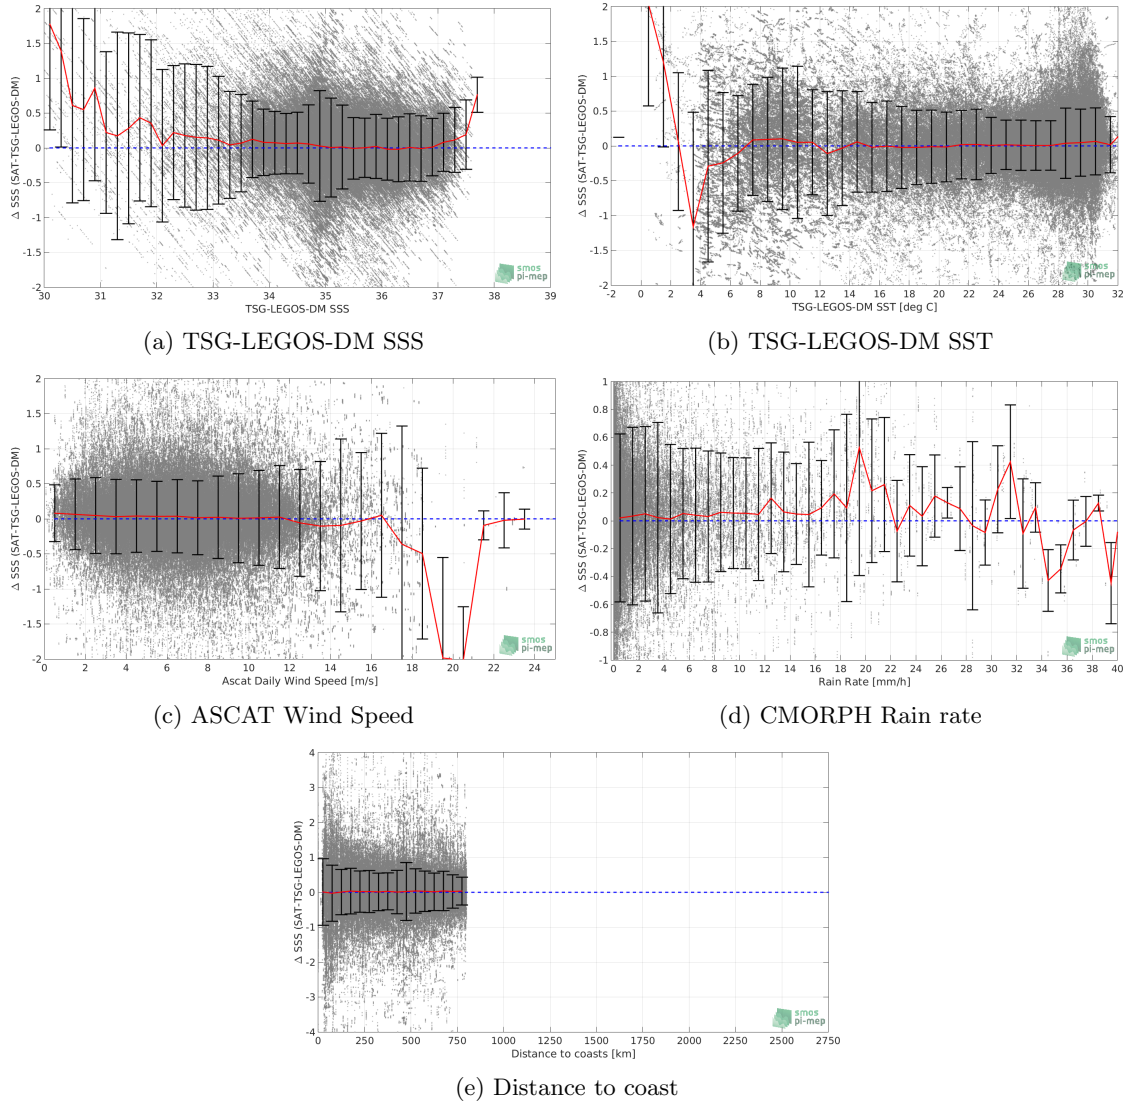 2
1.5
1
0.5
0
-0.5
-1
-1.5
-2
Δ SSS (SAT-TSG-LEGOS-DM)
30 31 32 33 34 35 36 37 38 39
TSG-LEGOS-DM SSS
smos
pi-mep
(a) TSG-LEGOS-DM SSS
2
1.5
1
0.5
0
-0.5
-1
-1.5
-2
Δ SSS (SAT-TSG-LEGOS-DM)
-2 0 2 4 6 8 10 12 14 16 18 20 22 24 26 28 30 32
TSG-LEGOS-DM SST [deg C]
smos
pi-mep
(b) TSG-LEGOS-DM SST
2
1.5
1
0.5
0
-0.5
-1
-1.5
-2
Δ SSS (SAT-TSG-LEGOS-DM)
0 2 4 6 8 10 12 14 16 18 20 22 24
Ascat Daily Wind Speed [m/s]
smos
pi-mep
(c) ASCAT Wind Speed
1
0.8
0.6
0.4
0.2
0
-0.2
-0.4
-0.6
-0.8
-1
Δ SSS (SAT-TSG-LEGOS-DM)
0 2 4 6 8 10 12 14 16 18 20 22 24 26 28 30 32 34 36 38 40
Rain Rate [mm/h]
smos
pi-mep
(d) CMORPH Rain rate
4
3
2
1
0
-1
-2
-3
-4
Δ SSS (SAT-TSG-LEGOS-DM)
0 250 500 750 1000 1250 1500 1750 2000 2250 2500 2750
Distance to coasts [km]
smos
pi-mep
(e) Distance to coast